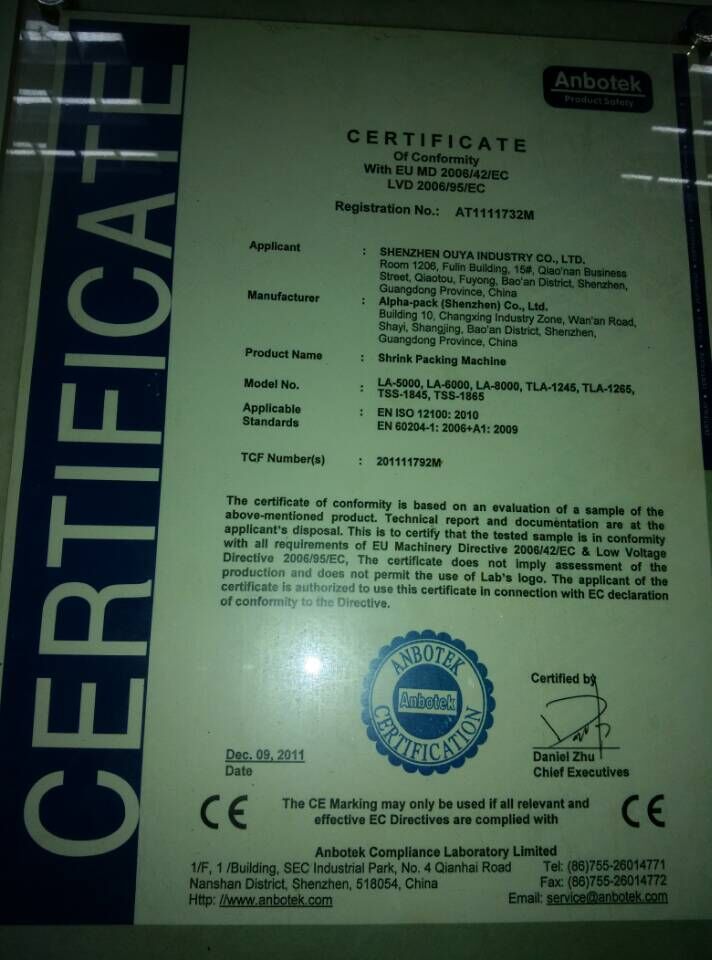 CERTIFICATE
Anbotek
Product Safety
CERTIFICATE
Of Conformity
With EU MD 2006/42/EC
LVD 2006/95/EC
Registration No.: AT1111732M
Applicant : SHENZHEN OUYA INDUSTRY CO., LTD.
Room 1206, Fulin Building, 15#, Qiao'nan Business
Street, Qiaotou, Fuyong, Bao'an District, Shenzhen,
Guangdong Province, China
Manufacturer : Alpha-pack (Shenzhen) Co., Ltd.
Building 10, Changxing Industry Zone, Wan'an Road,
Shayi, Shangjing, Bao'an District, Shenzhen,
Guangdong Province, China
Product Name : Shrink Packing Machine
Model No. : LA-5000, LA-6000, LA-8000, TLA-1245, TLA-1265,
TSS-1845, TSS-1865
Applicable : EN ISO 12100: 2010
Standards EN 60204-1: 2006+A1: 2009
TCF Number(s) : 201111792M
The certificate of conformity is based on an evaluation of a sample of the
above-mentioned product. Technical report and documentation are at the
applicant's disposal. This is to certify that the tested sample is in conformity
with all requirements of EU Machinery Directive 2006/42/EC & Low Voltage
Directive 2006/95/EC, The certificate does not imply assessment of the
production and does not permit the use of Lab's logo. The applicant of the
certificate is authorized to use this certificate in connection with EC declaration
of conformity to the Directive.
ANBOTEK
Anbotek
CERTIFICATION
Certified by
Dec. 09, 2011
Date
Daniel Zhu
Chief Executives
CE The CE Marking may only be used if all relevant and CE
effective EC Directives are complied with
Anbotek Compliance Laboratory Limited
1/F, 1 /Building, SEC Industrial Park, No. 4 Qianhai Road Tel: (86)755-26014771
Nanshan District, Shenzhen, 518054, China Fax: (86)755-26014772
Http: //www.anbotek.com Email: service@anbotek.com